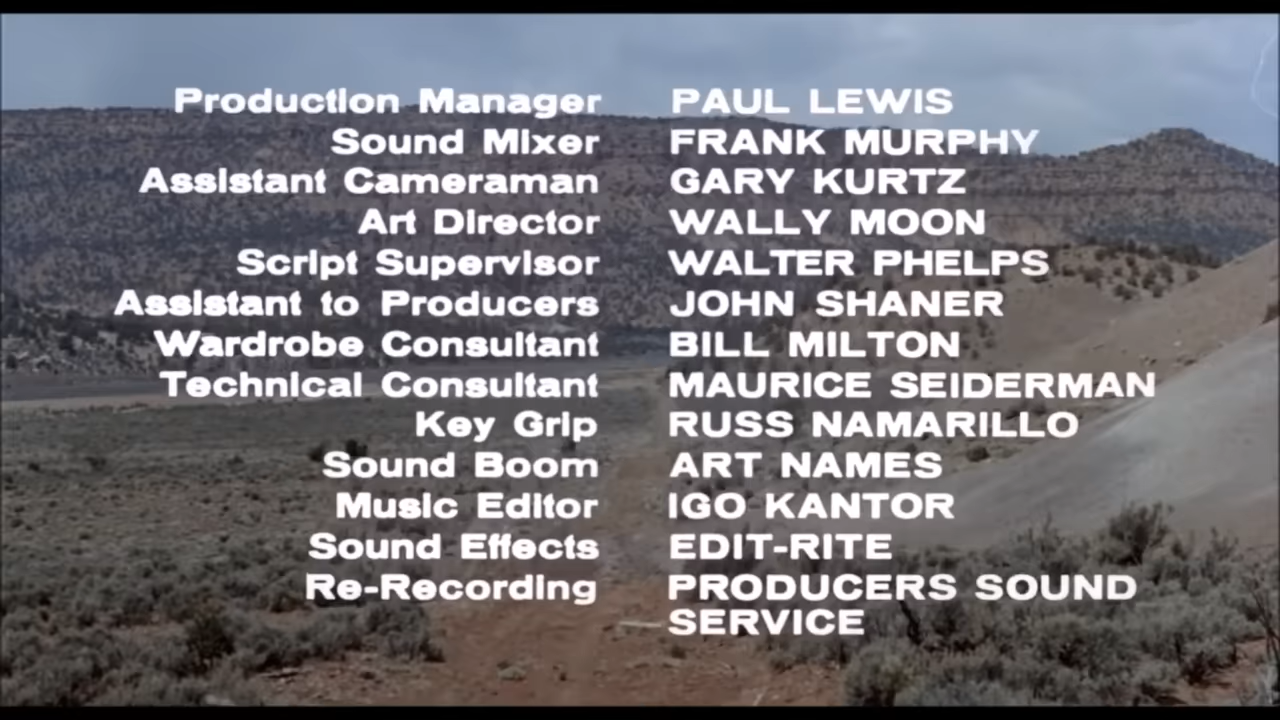 Production Manager PAUL LEWIS
Sound Mixer FRANK MURPHY
Assistant Cameraman GARY KURTZ
Art Director WALLY MOON
Script Supervisor WALTER PHELPS
Assistant to Producers JOHN SHANER
Wardrobe Consultant BILL MILTON
Technical Consultant MAURICE SEIDERMAN
Key Grip RUSS NAMARILLO
Sound Boom ART NAMES
Music Editor IGO KANTOR
Sound Effects EDIT-RITE
Re-Recording PRODUCERS SOUND
SERVICE